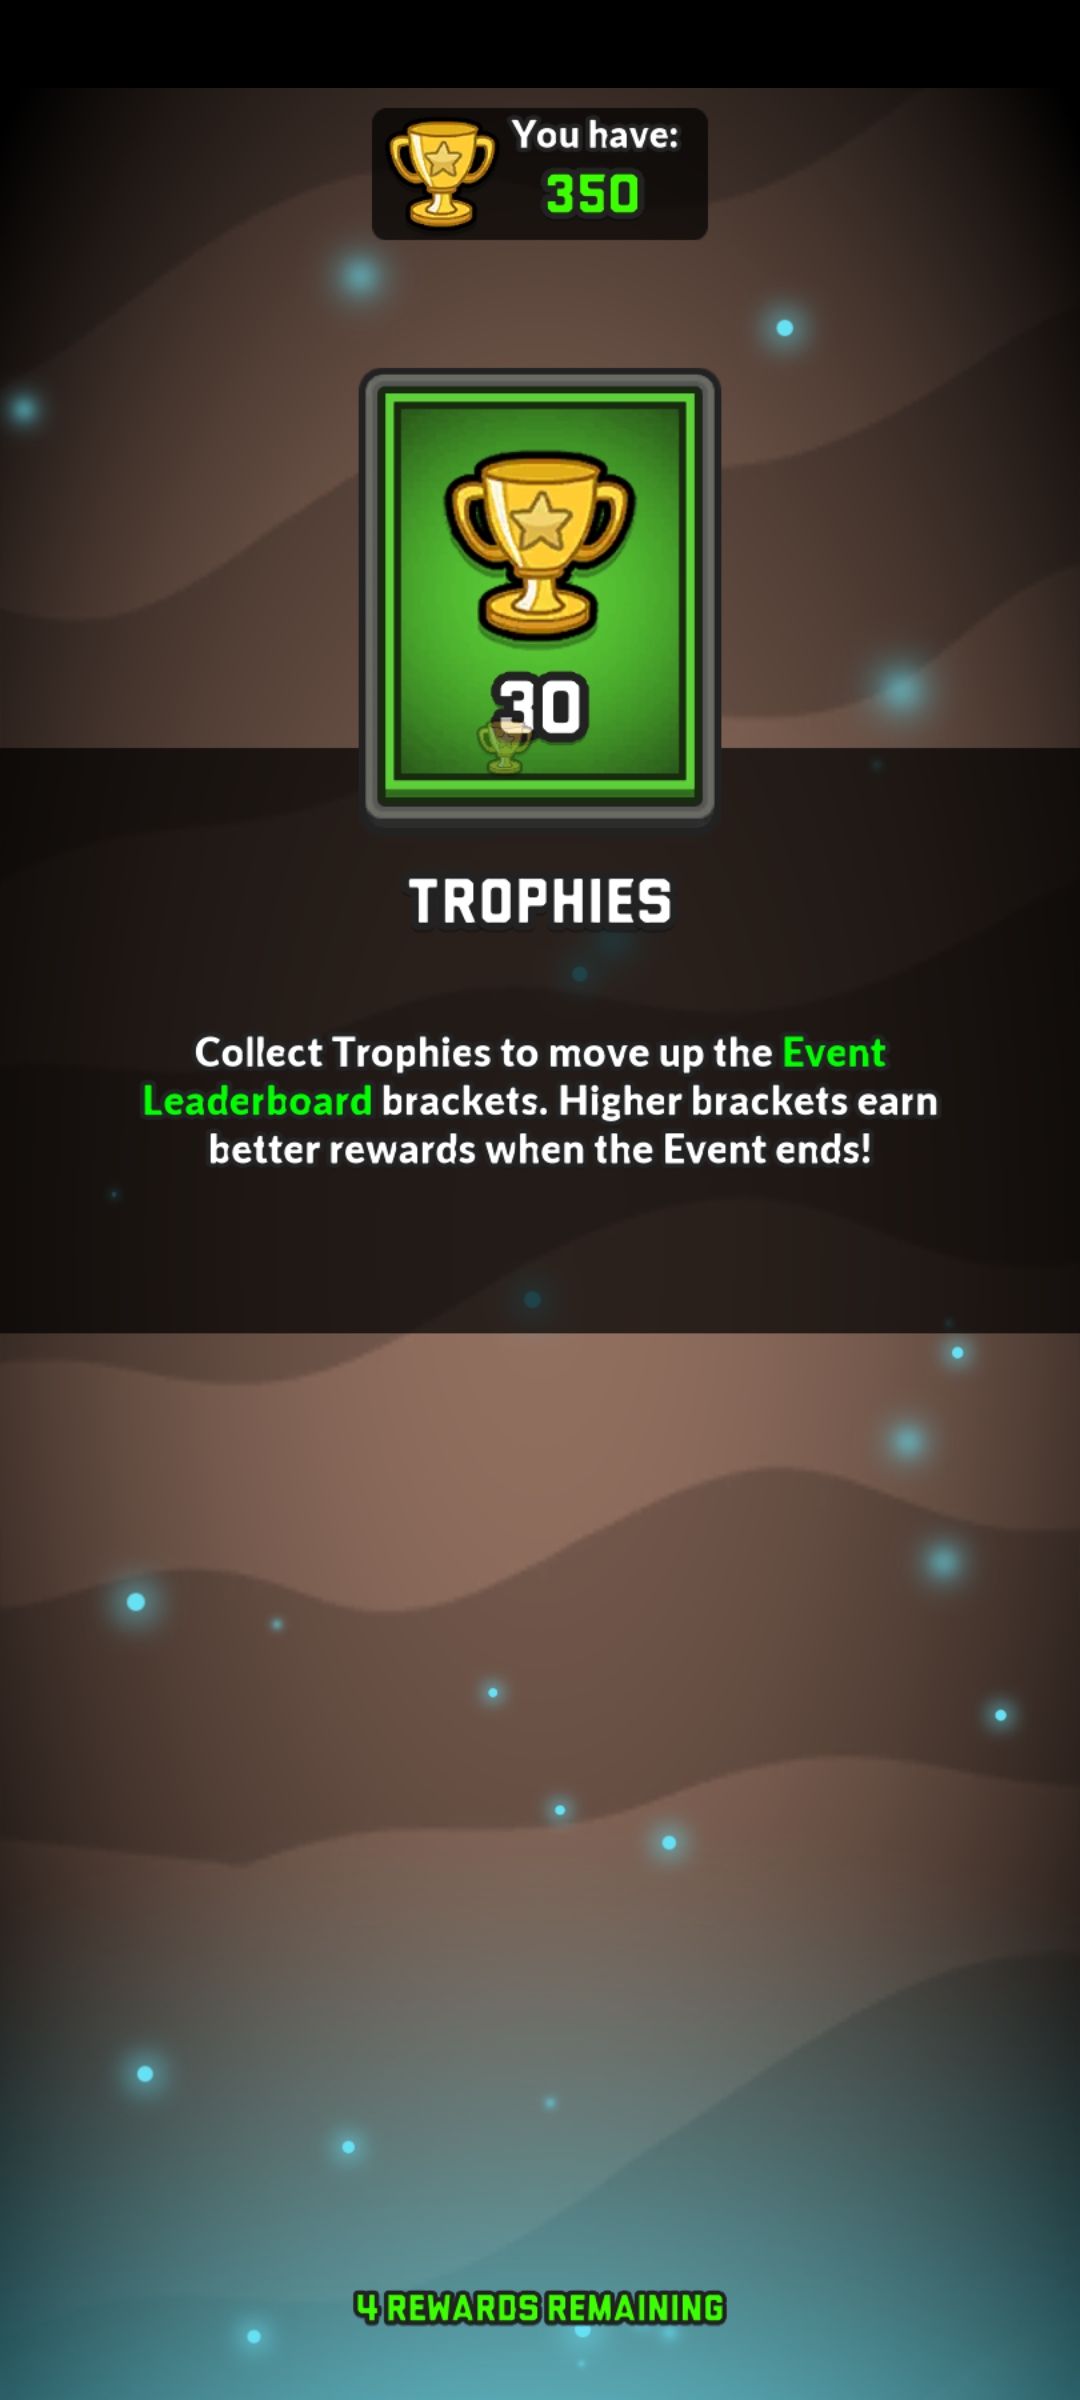 You have:
350
30
TROPHIES
Collect Trophies to move up the Event
Leaderboard brackets. Higher brackets earn
better rewards when the Event ends!
4 REWARDS REMAINING